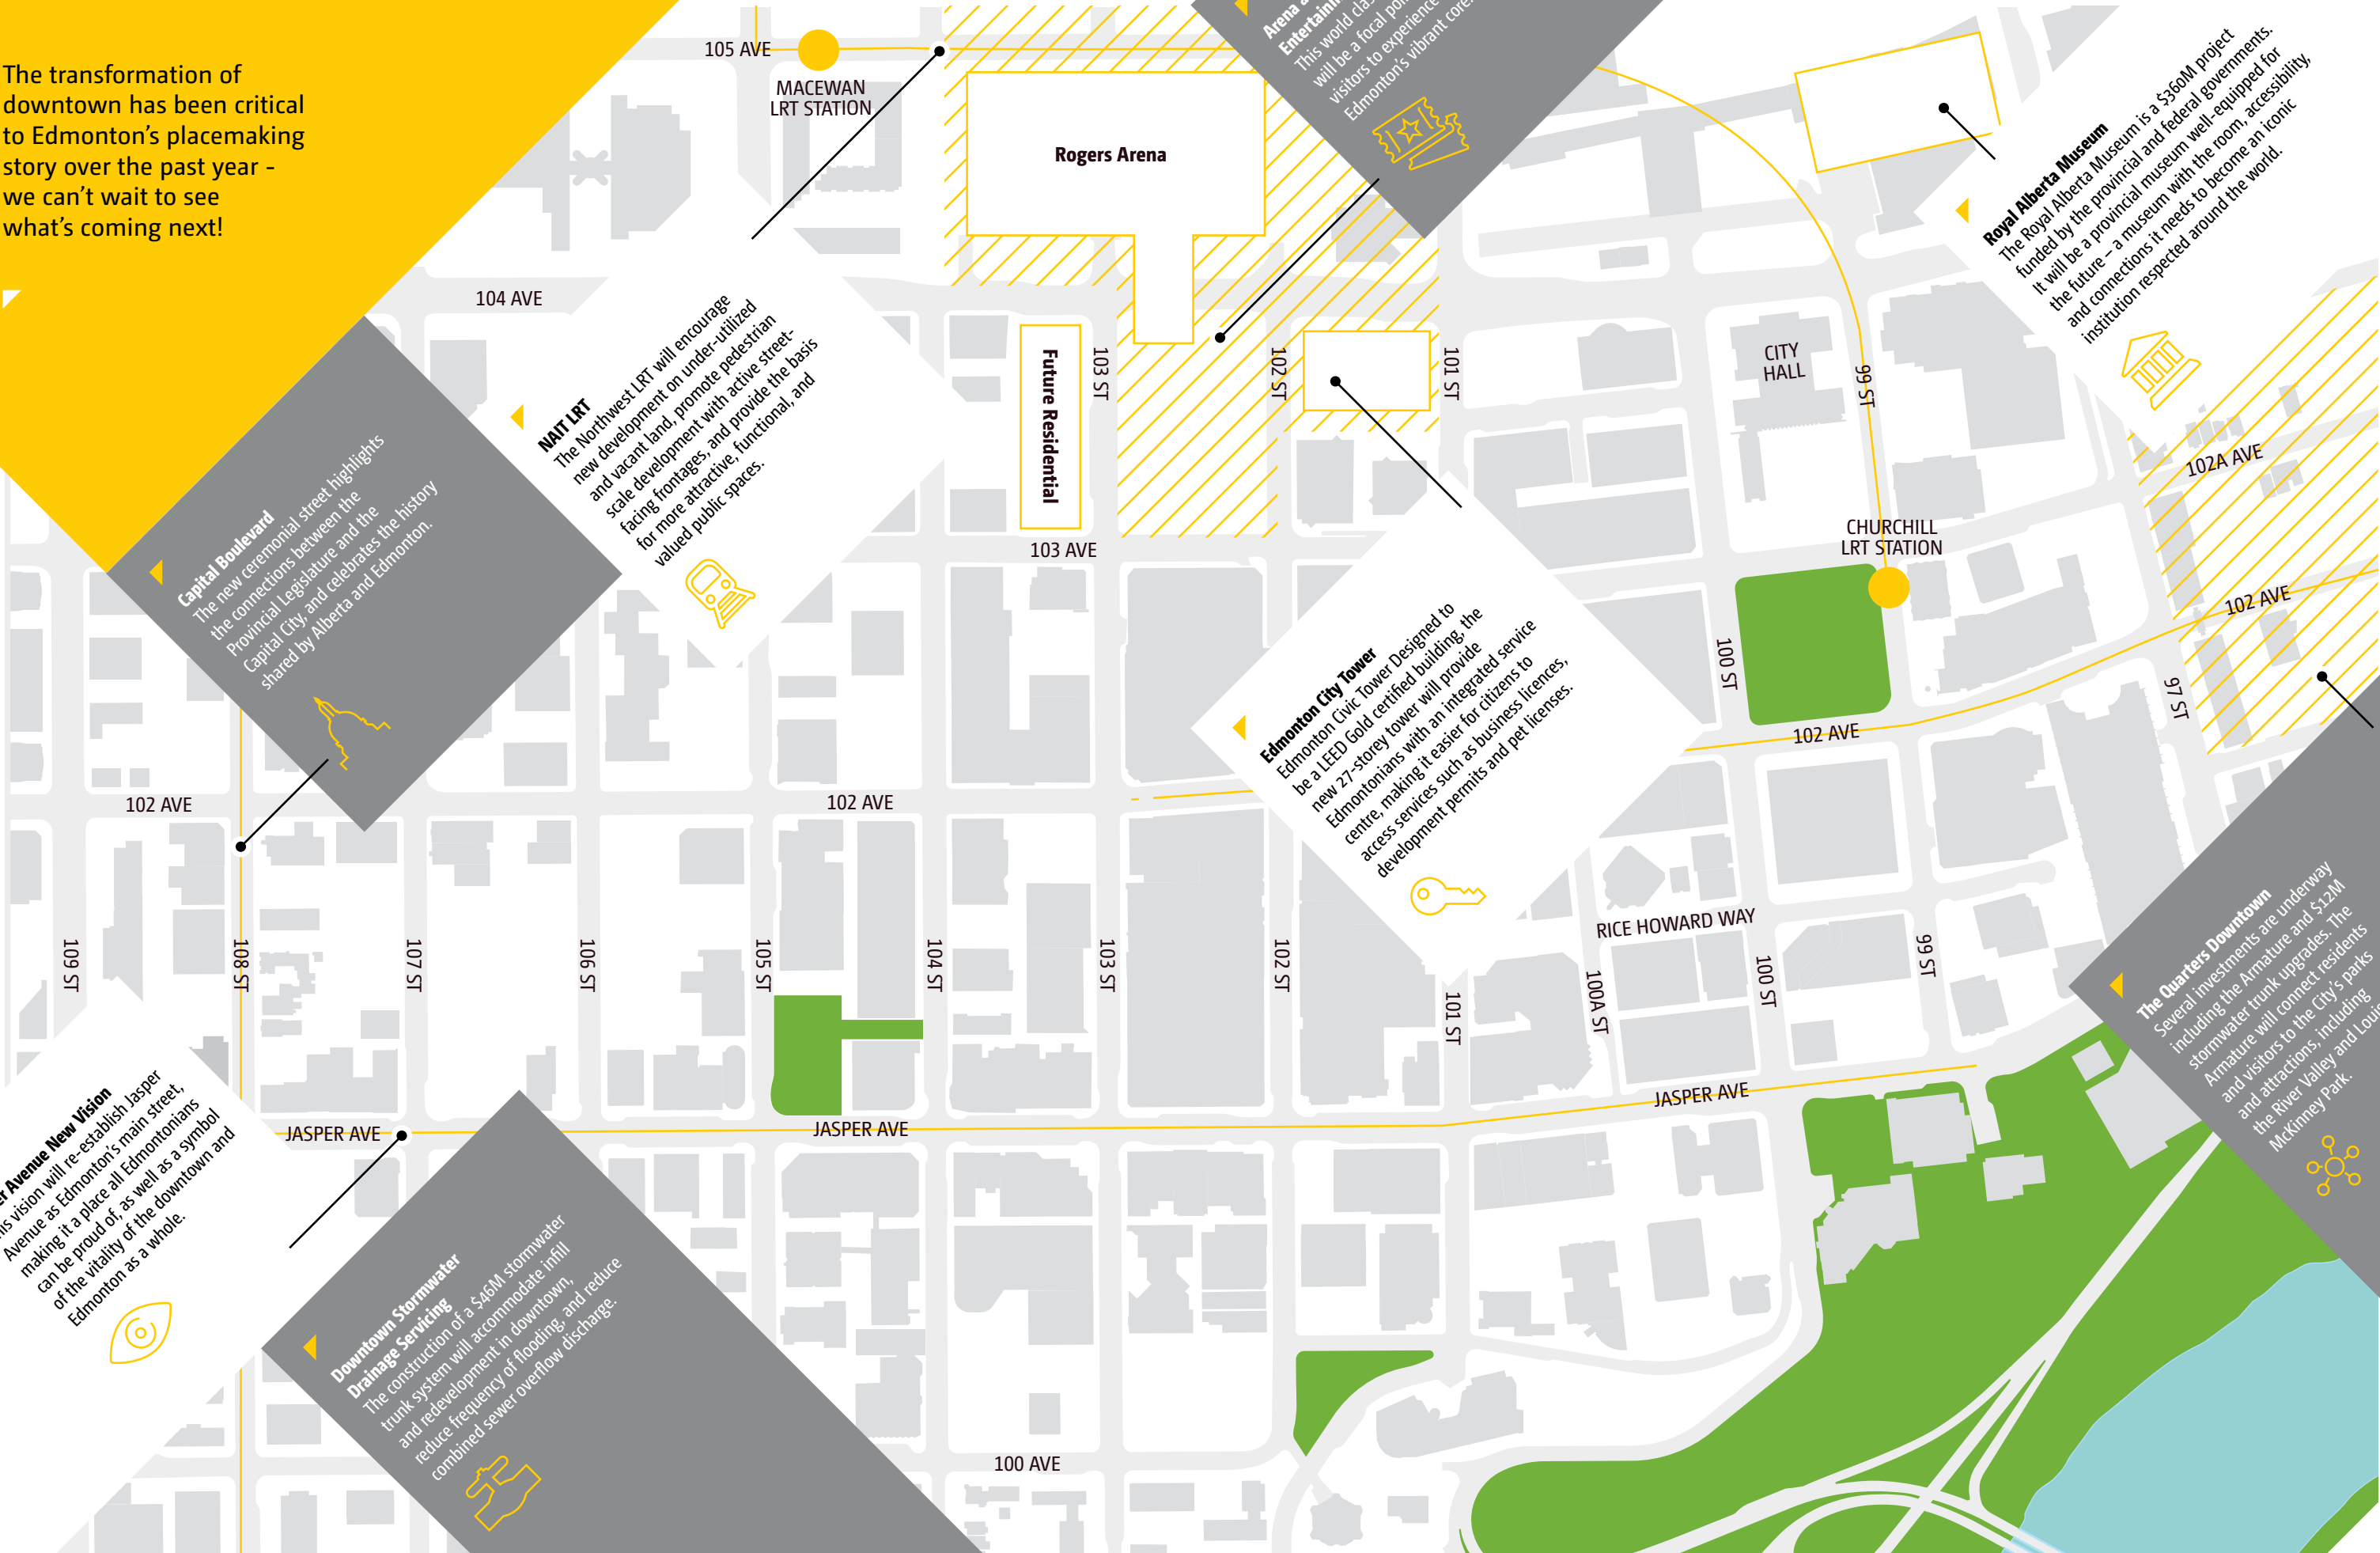 The transformation of
downtown has been critical
to Edmonton’s placemaking
story over the past year -
we can’t wait to see
what’s coming next!
105 AVE
MACEWAN
LRT STATION
Rogers Arena
Arena
Entertain
This world clas
will be a focal poi
visitors to experience
Edmonton’s vibrant core.
Royal Alberta Museum
The Royal Alberta Museum is a $360M project
funded by the provincial and federal governments.
It will be a provincial museum well-equipped for
the future – a museum with the room, accessibility,
and connections it needs to become an iconic
institution respected around the world.
104 AVE
NAIT LRT
The Northwest LRT will encourage
new development on under-utilized
and vacant land, promote pedestrian
scale development with active street-
facing frontages, and provide the basis
for more attractive, functional, and
valued public spaces.
Future Residential
103 ST
102 ST
101 ST
CITY
HALL
99 ST
102A AVE
Capital Boulevard
The new ceremonial street highlights
the connections between the
Provincial Legislature and the
Capital City, and celebrates the history
shared by Alberta and Edmonton.
103 AVE
CHURCHILL
LRT STATION
102 AVE
100 ST
97 ST
102 AVE
Edmonton City Tower
Edmonton Civic Tower Designed to
be a LEED Gold certified building, the
new 27-storey tower will provide
Edmontonians with an integrated service
centre, making it easier for citizens to
access services such as business licences,
development permits and pet licenses.
102 AVE
102 AVE
RICE HOWARD WAY
109 ST
108 ST
107 ST
106 ST
105 ST
104 ST
103 ST
102 ST
101 ST
100A ST
100 ST
99 ST
The Quarters Downtown
Several investments are underway
including the Armature and $12M
stormwater trunk upgrades. The
Armature will connect residents
and visitors to the City’s parks
and attractions, including
the River Valley and Loui
McKinney Park.
er Avenue New Vision
his vision will re-establish Jasper
Avenue as Edmonton’s main street,
making it a place all Edmontonians
can be proud of, as well as a symbol
of the vitality of the downtown and
Edmonton as a whole.
JASPER AVE
JASPER AVE
JASPER AVE
Downtown Stormwater
Drainage Servicing
The construction of a $46M stormwater
trunk system will accommodate infill
and redevelopment in downtown,
reduce frequency of flooding, and reduce
combined sewer overflow discharge.
100 AVE